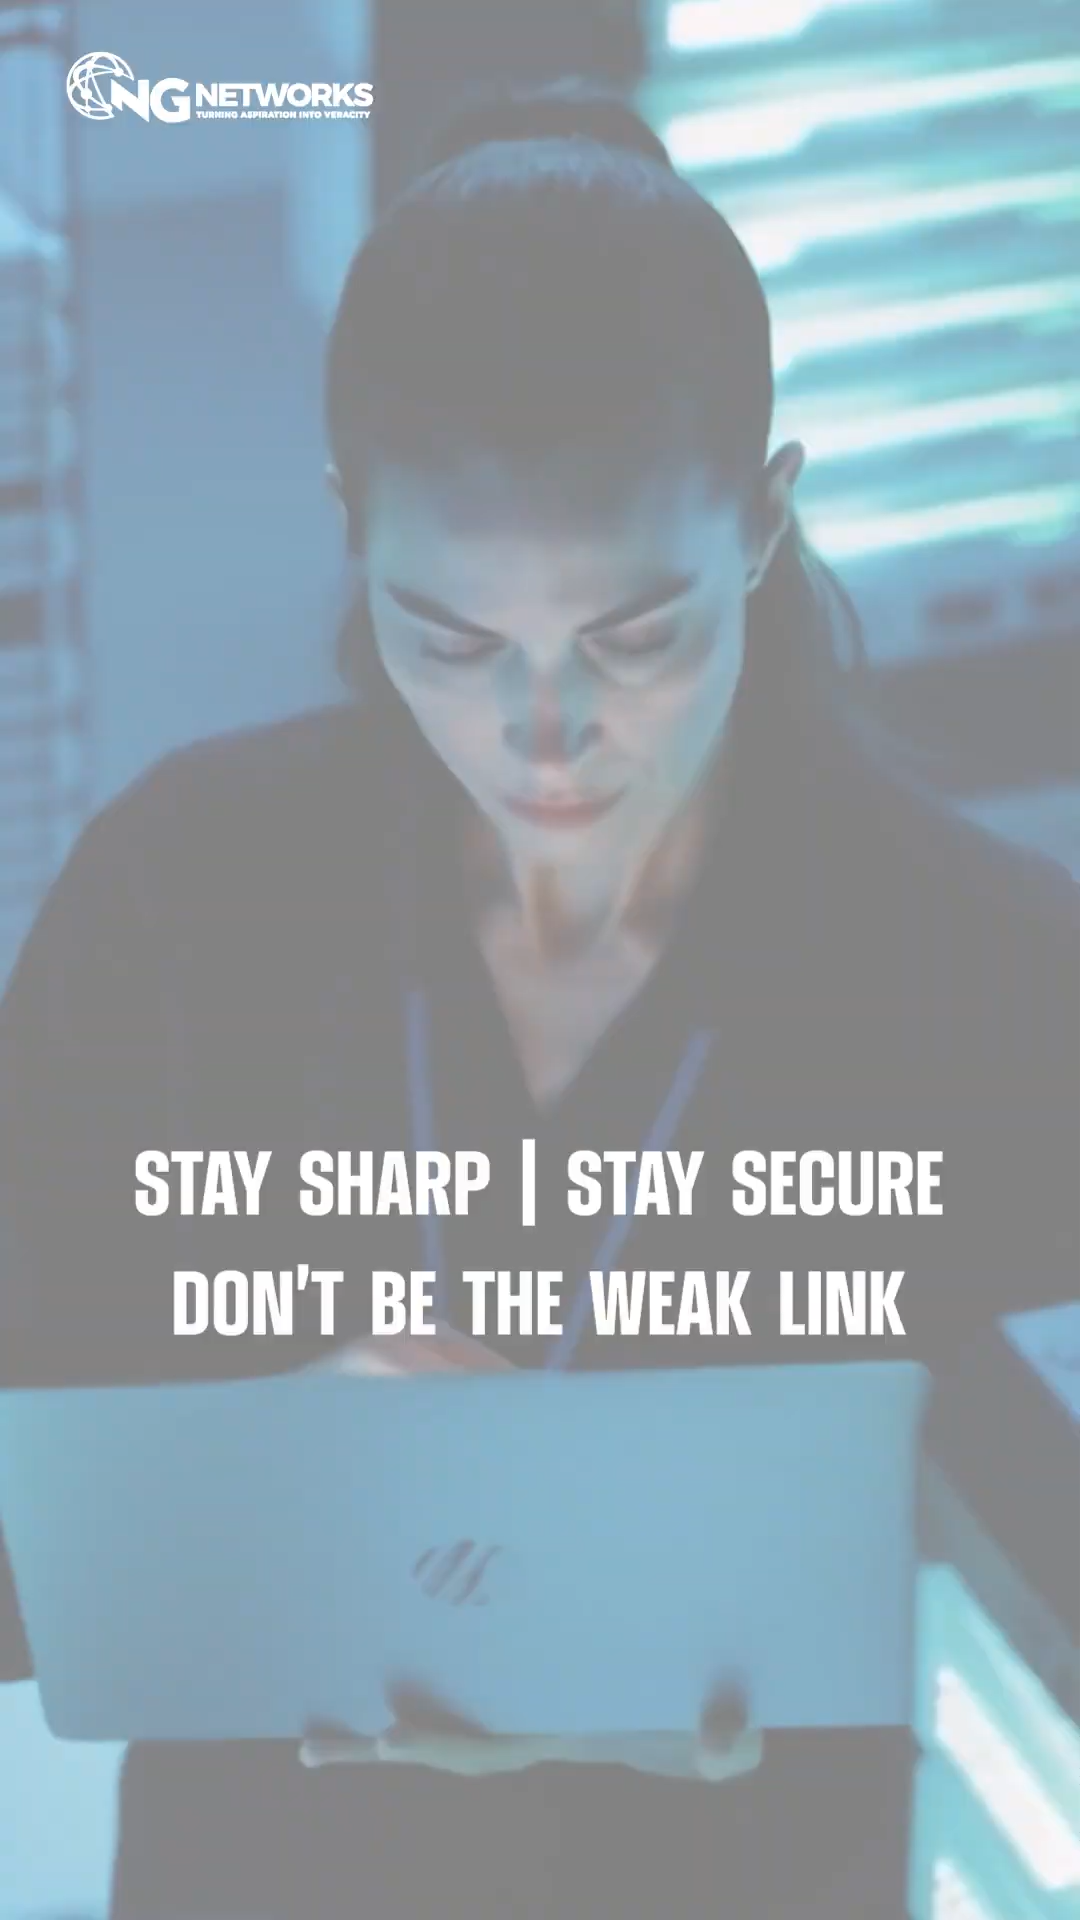 NG NETWORKS
TURNING ASPIRATION INTO VERACITY
STAY SHARP | STAY SECURE
DON'T BE THE WEAK LINK